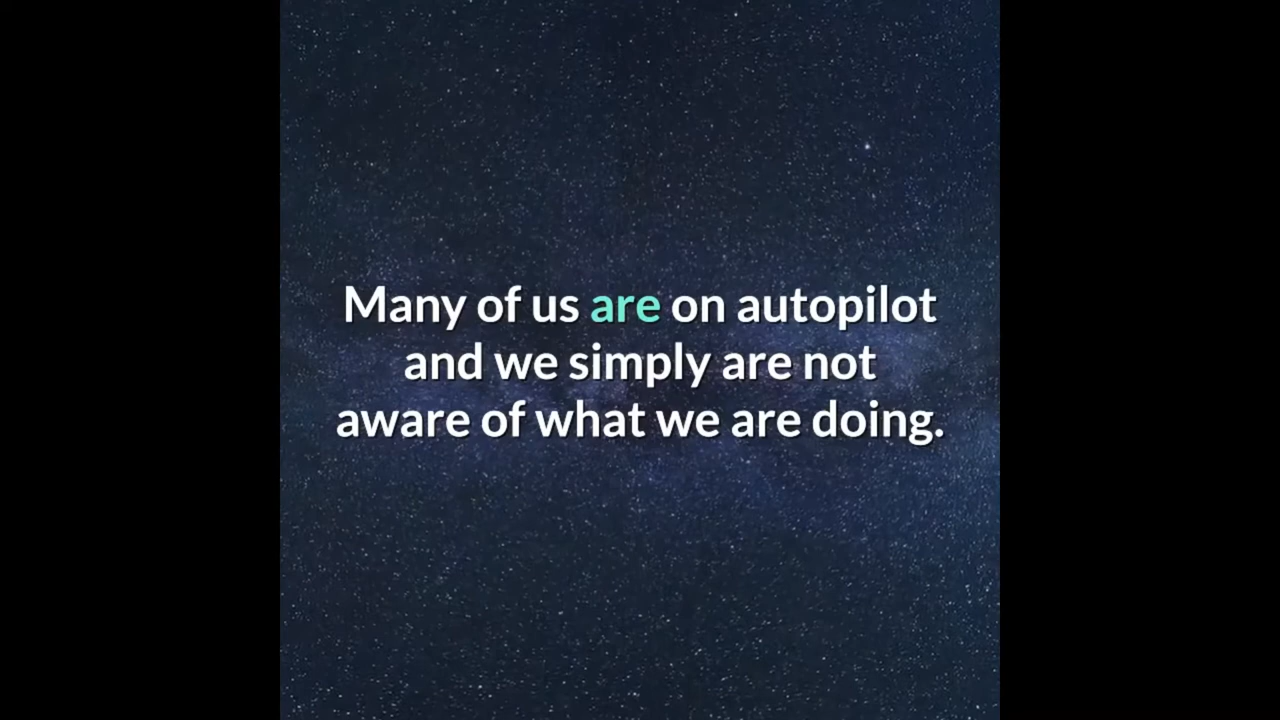 Many of us are on autopilot
and we simply are not
aware of what we are doing.